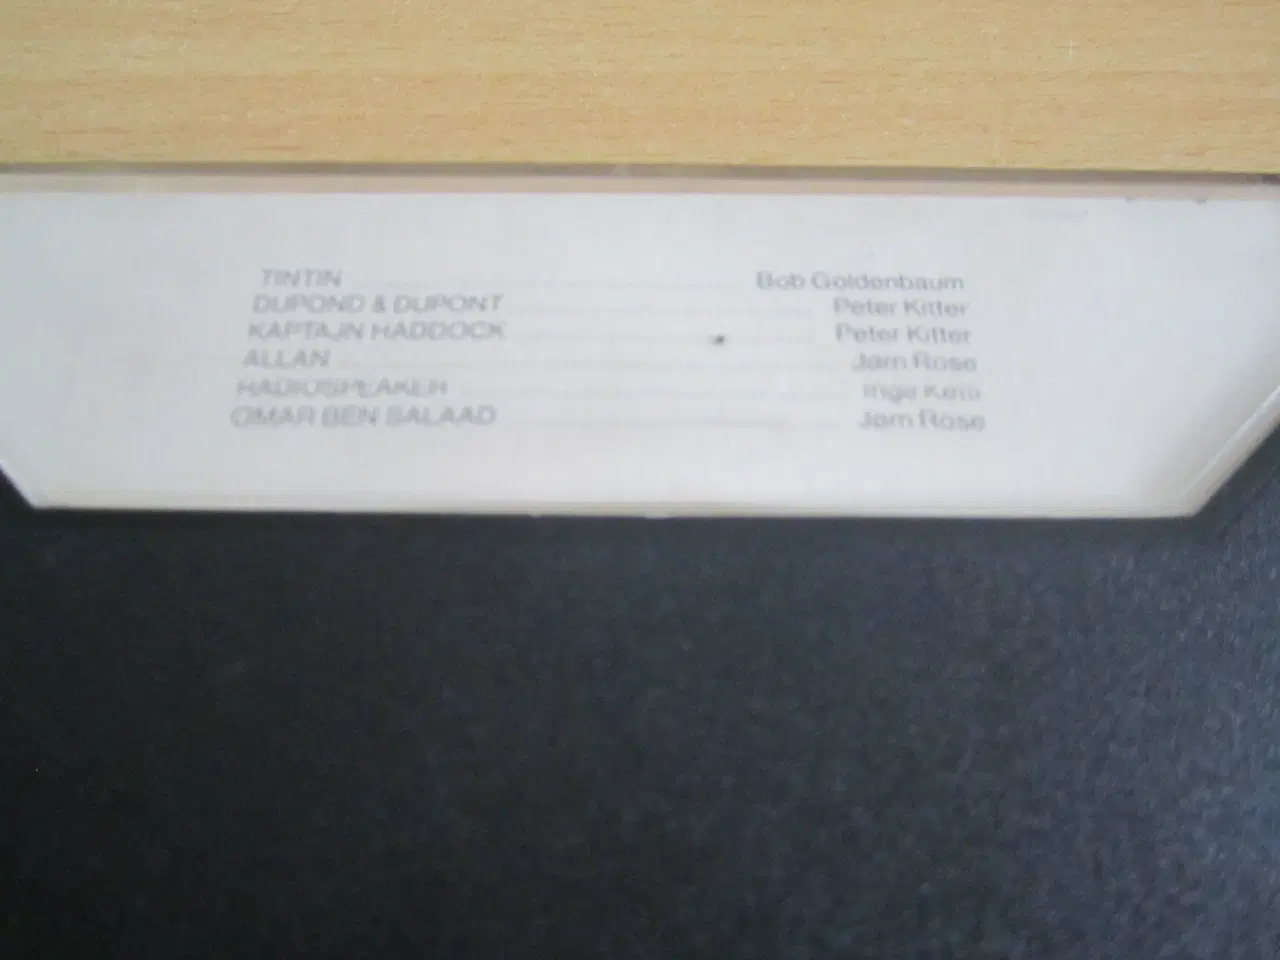 TINTIN Bob Goldenbaum
DUPOND & DUPONT Peter Kitter
KAPTAJN HADDOCK Peter Kitter
ALLAN Jørn Rose
RADIOSPEAKER Inge
OMAR BEN SALAAD Jørn Rose